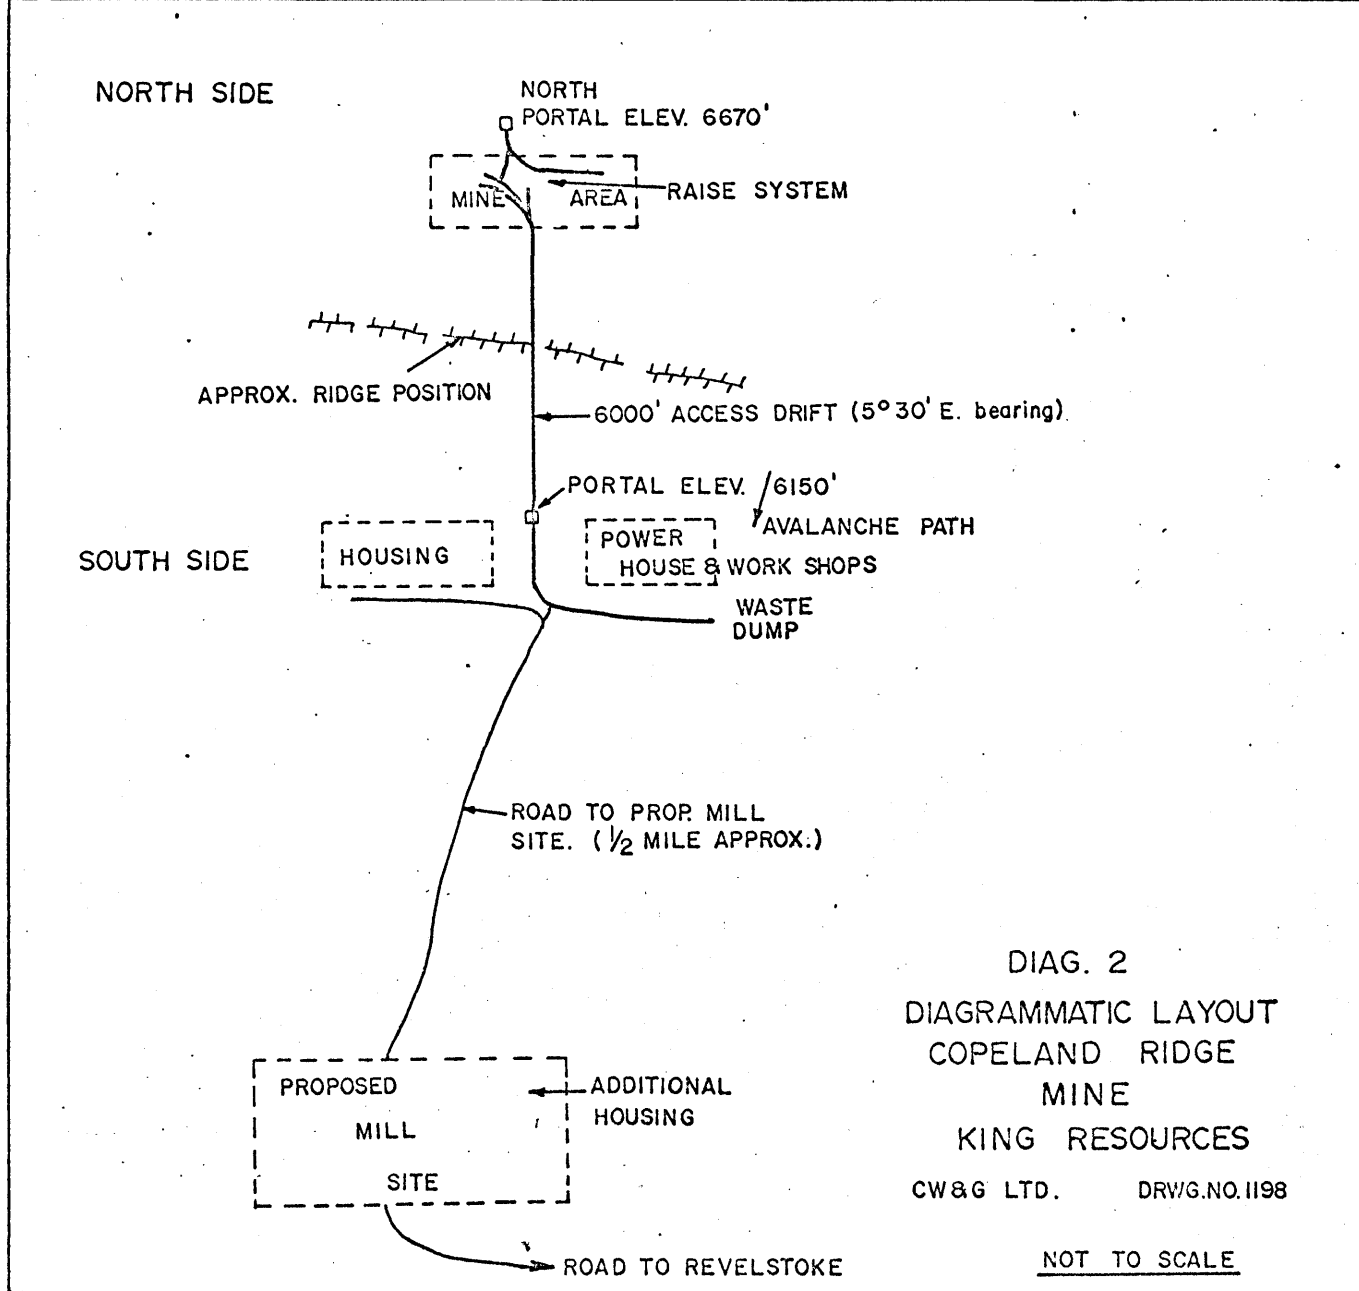 NORTH SIDE
NORTH
PORTAL ELEV. 6670'
MINE AREA
RAISE SYSTEM
APPROX. RIDGE POSITION
6000' ACCESS DRIFT (5°30' E. bearing)
PORTAL ELEV. 6150'
AVALANCHE PATH
SOUTH SIDE
HOUSING
POWER
HOUSE & WORK SHOPS
WASTE
DUMP
ROAD TO PROP. MILL
SITE. (1/2 MILE APPROX.)
PROPOSED
MILL
SITE
ADDITIONAL
HOUSING
ROAD TO REVELSTOKE
DIAG. 2
DIAGRAMMATIC LAYOUT
COPELAND RIDGE
MINE
KING RESOURCES
CW&G LTD. DRWG.NO.1198
NOT TO SCALE